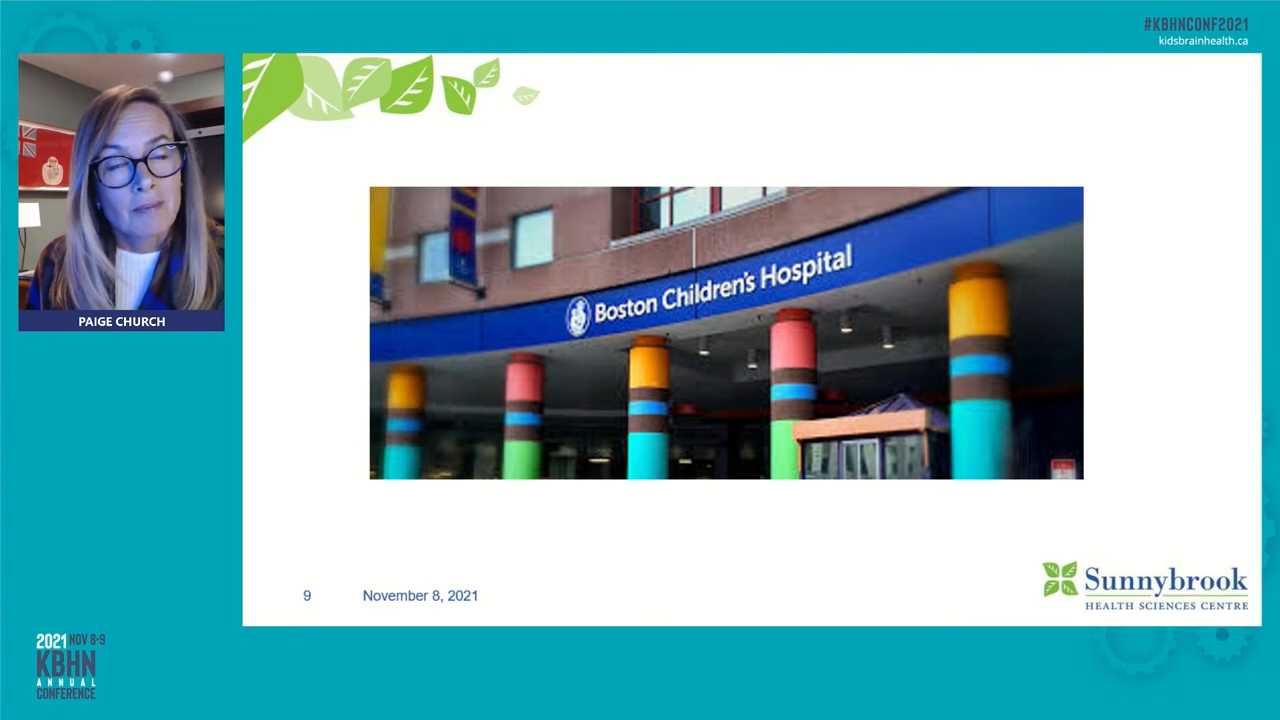 #KBHNCONF2021
kidsbrainhealth.ca
PAIGE CHURCH
Boston Children's Hospital
9 November 8, 2021
Sunnybrook
HEALTH SCIENCES CENTRE
2021 NOV 8-9
KBHN
ANNUAL
CONFERENCE